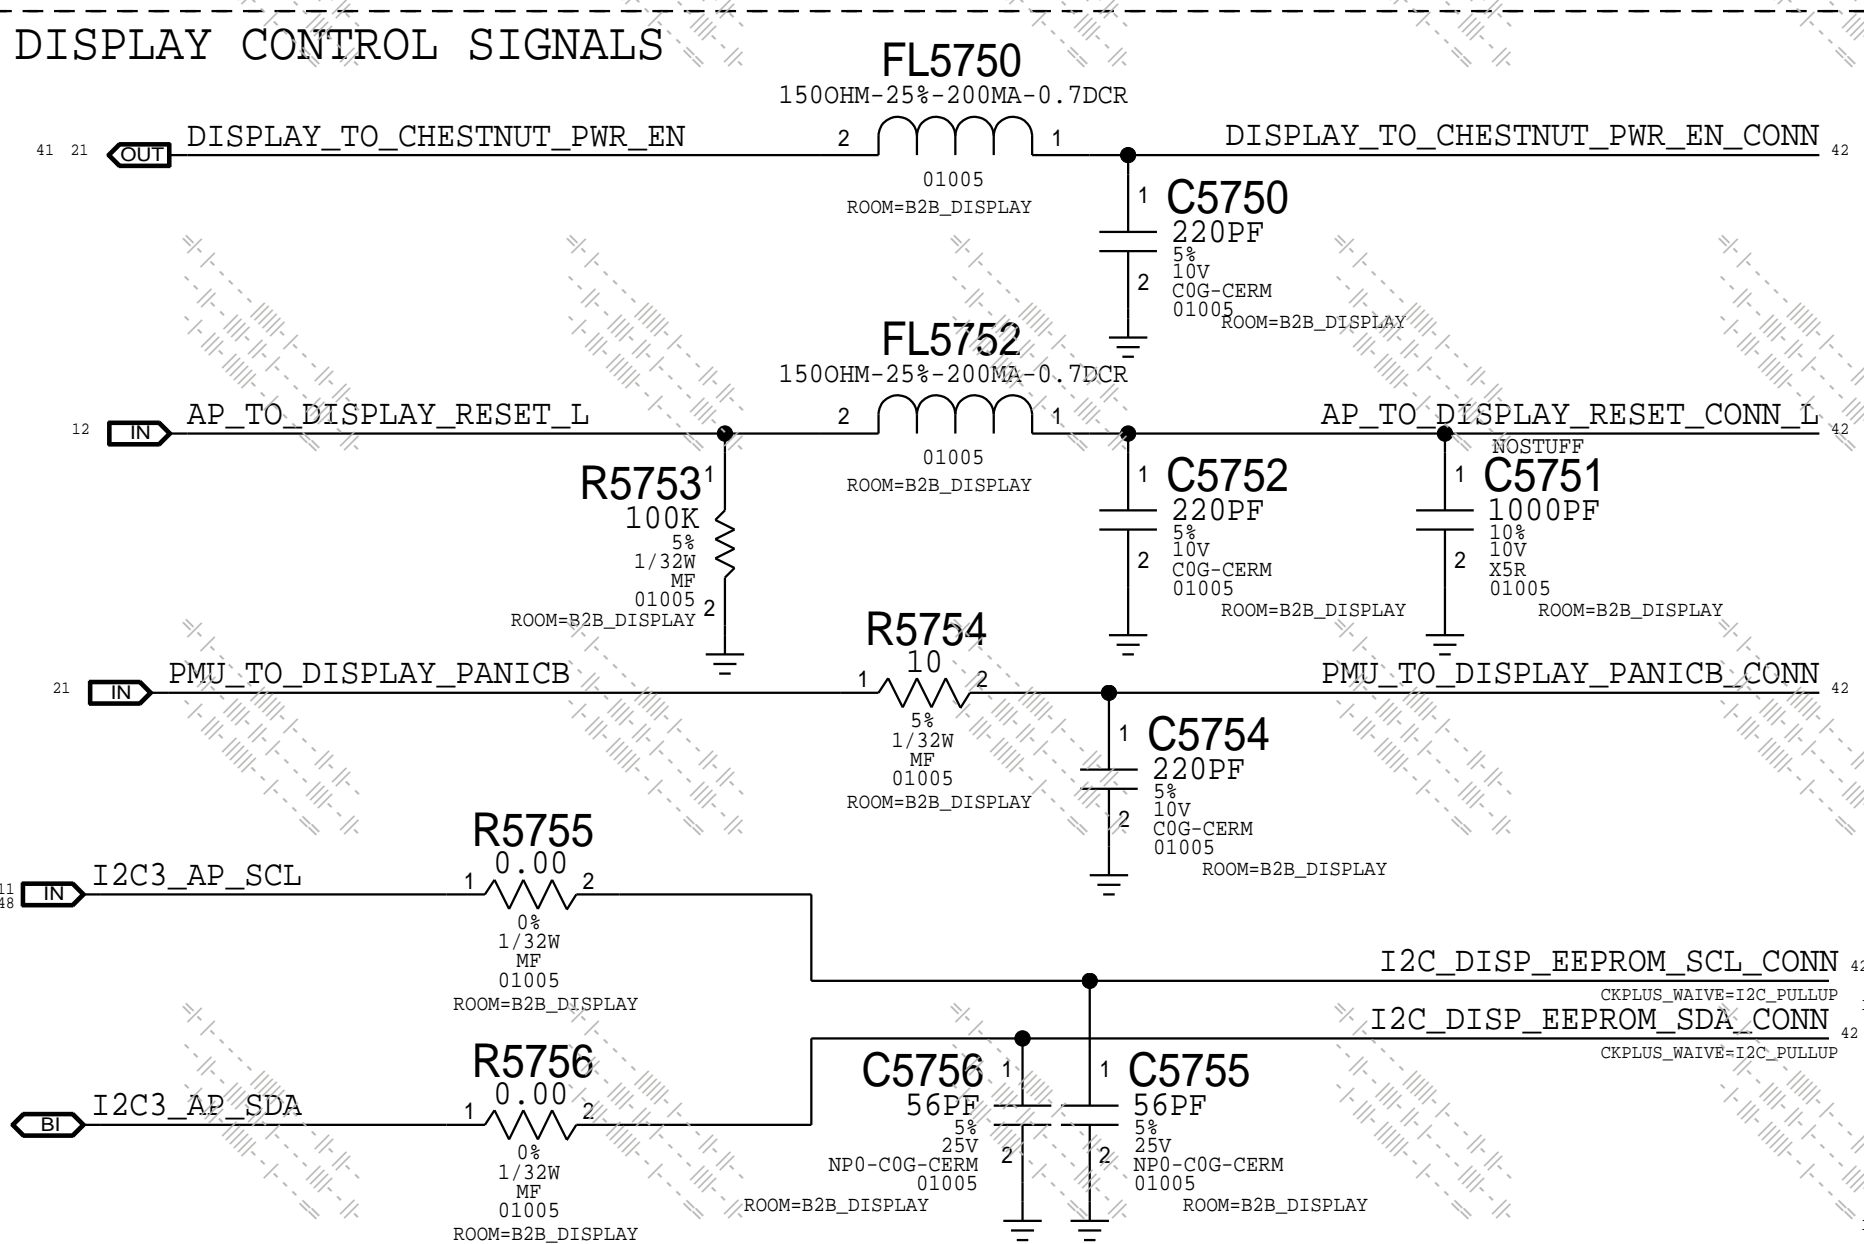 DISPLAY CONTROL SIGNALS
FL5750
150OHM-25%-200MA-0.7DCR
41 21 OUT DISPLAY_TO_CHESTNUT_PWR_EN 2 1 DISPLAY_TO_CHESTNUT_PWR_EN_CONN 42
01005
ROOM=B2B_DISPLAY
1 C5750
220PF
5%
10V
2 C0G-CERM
01005
ROOM=B2B_DISPLAY
FL5752
150OHM-25%-200MA-0.7DCR
12 IN AP_TO_DISPLAY_RESET_L 2 1 AP_TO_DISPLAY_RESET_CONN_L 42
01005
ROOM=B2B_DISPLAY
R5753 1
100K
5%
1/32W
MF
01005 2
ROOM=B2B_DISPLAY
1 C5752
220PF
5%
10V
2 C0G-CERM
01005
ROOM=B2B_DISPLAY
NOSTUFF
1 C5751
1000PF
10%
10V
2 X5R
01005
ROOM=B2B_DISPLAY
R5754
10
21 IN PMU_TO_DISPLAY_PANICB 1 2 PMU_TO_DISPLAY_PANICB_CONN 42
5%
1/32W
MF
01005
ROOM=B2B_DISPLAY
1 C5754
220PF
5%
10V
2 C0G-CERM
01005
ROOM=B2B_DISPLAY
R5755
0.00
11
48 IN I2C3_AP_SCL 1 2
0%
1/32W
MF
01005
ROOM=B2B_DISPLAY
I2C_DISP_EEPROM_SCL_CONN 42
CKPLUS_WAIVE=I2C_PULLUP
I2C_DISP_EEPROM_SDA_CONN 42
CKPLUS_WAIVE=I2C_PULLUP
R5756
0.00
BI I2C3_AP_SDA 1 2
0%
1/32W
MF
01005
ROOM=B2B_DISPLAY
C5756 1
56PF
5%
25V
NP0-C0G-CERM 2
01005
ROOM=B2B_DISPLAY
1 C5755
56PF
5%
25V
2 NP0-C0G-CERM
01005
ROOM=B2B_DISPLAY